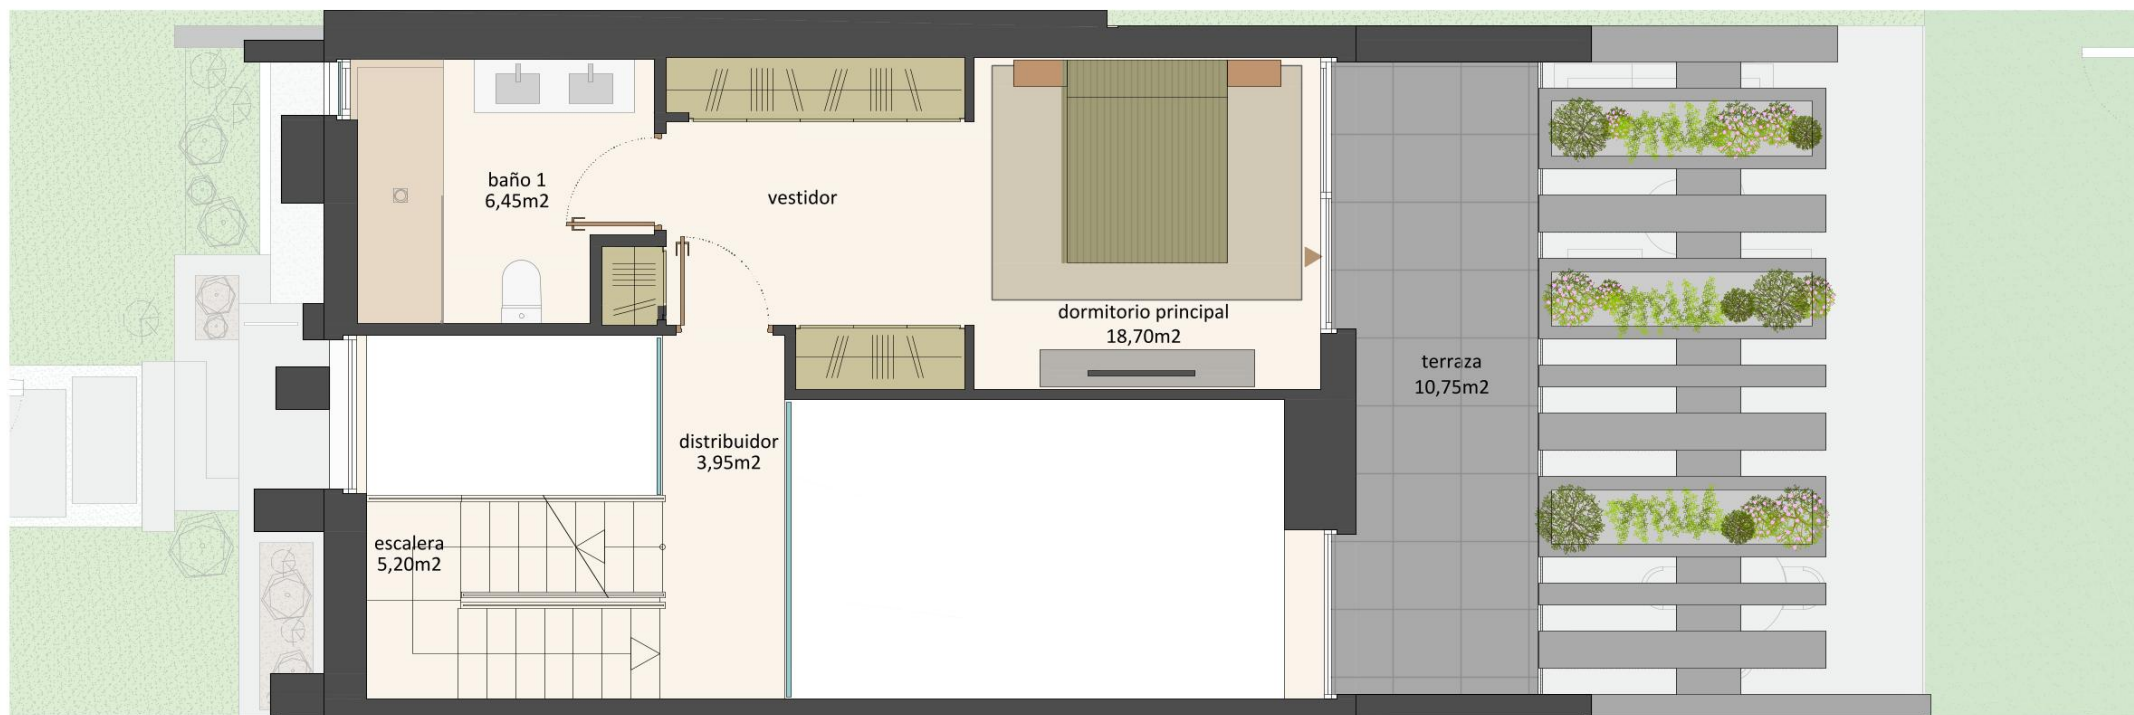 baño 1
6,45m2
vestidor
dormitorio principal
18,70m2
terraza
10,75m2
distribuidor
3,95m2
escalera
5,20m2